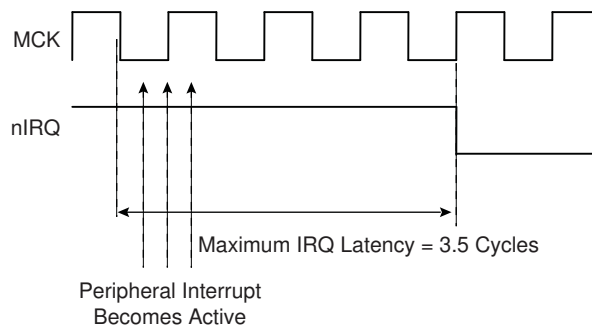 MCK
nIRQ
Maximum IRQ Latency = 3.5 Cycles
Peripheral Interrupt
Becomes Active